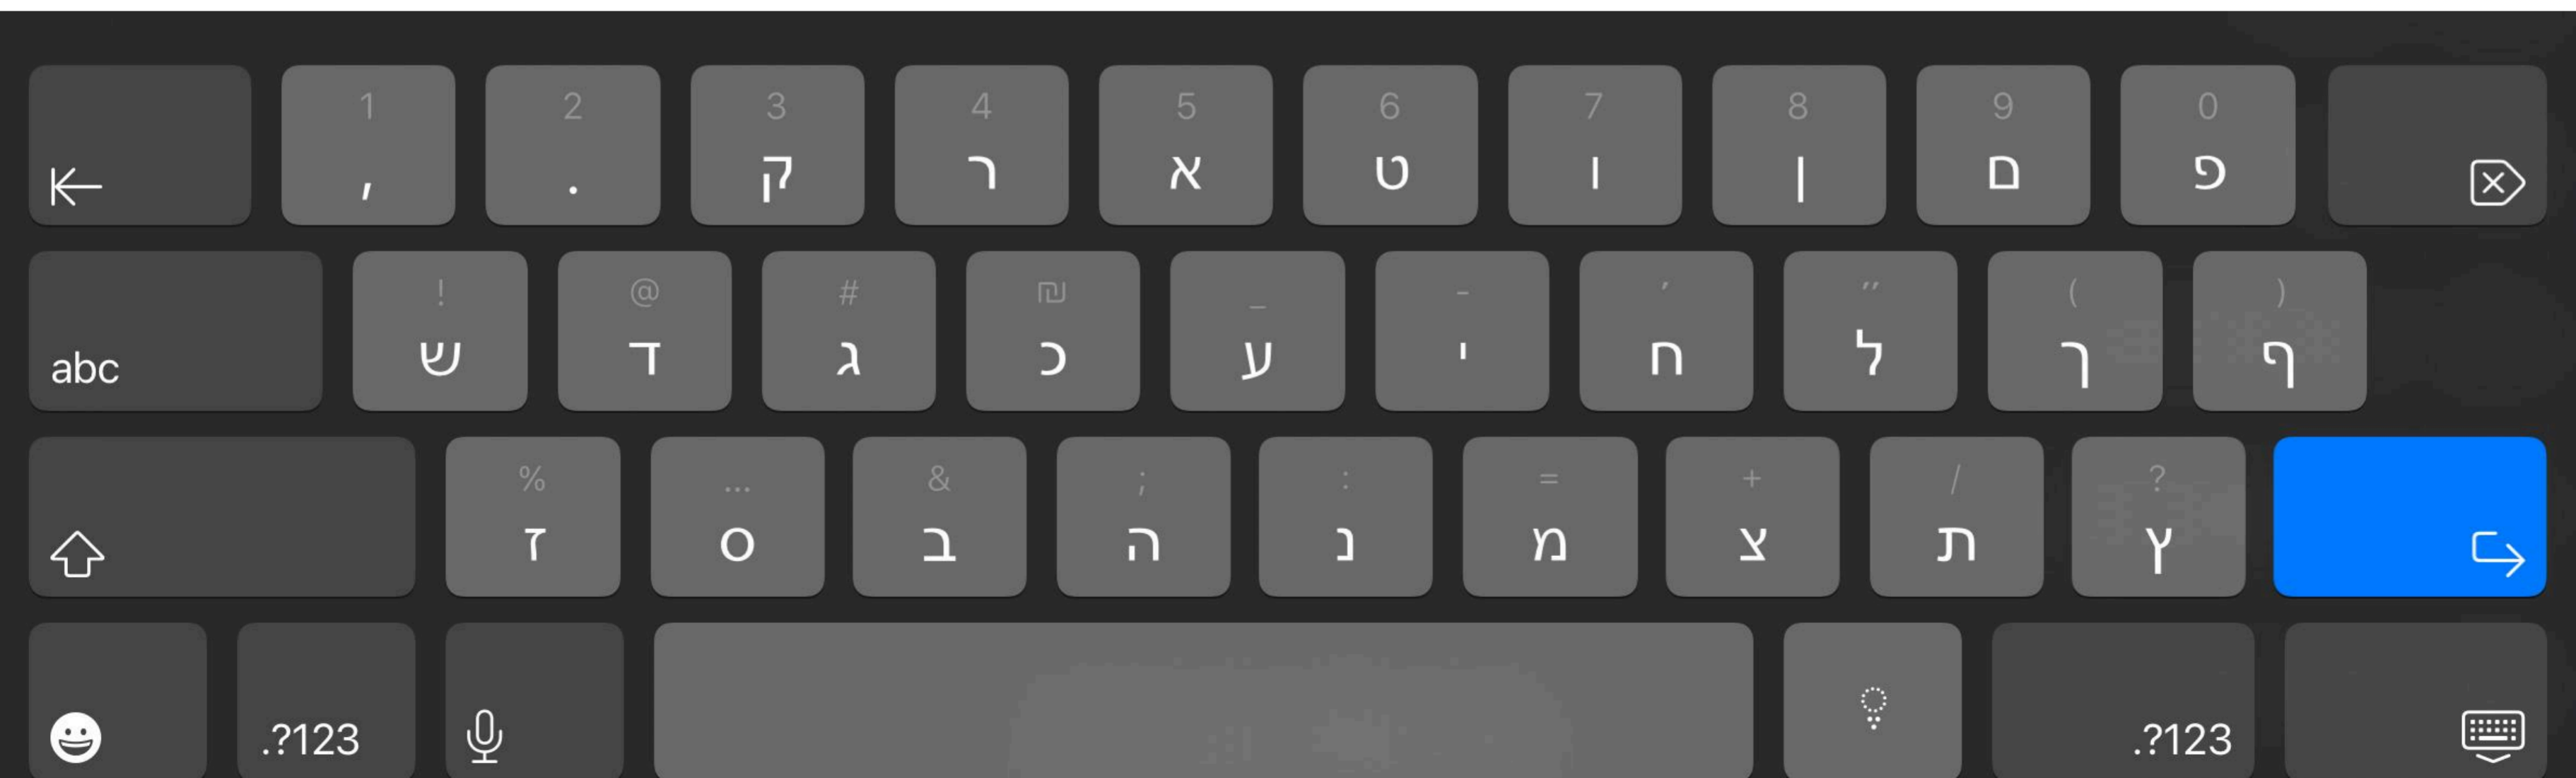 1 2 3 4 5 6 7 8 9 0
, . ק ר א ט ו ן ם פ
! @ # ₪ _ - ׳ ׳׳ ( )
abc ש ד ג כ ע י ח ל ך ף
% … & ; : = + / ?
ז ס ב ה נ מ צ ת ץ
.?123 .?123